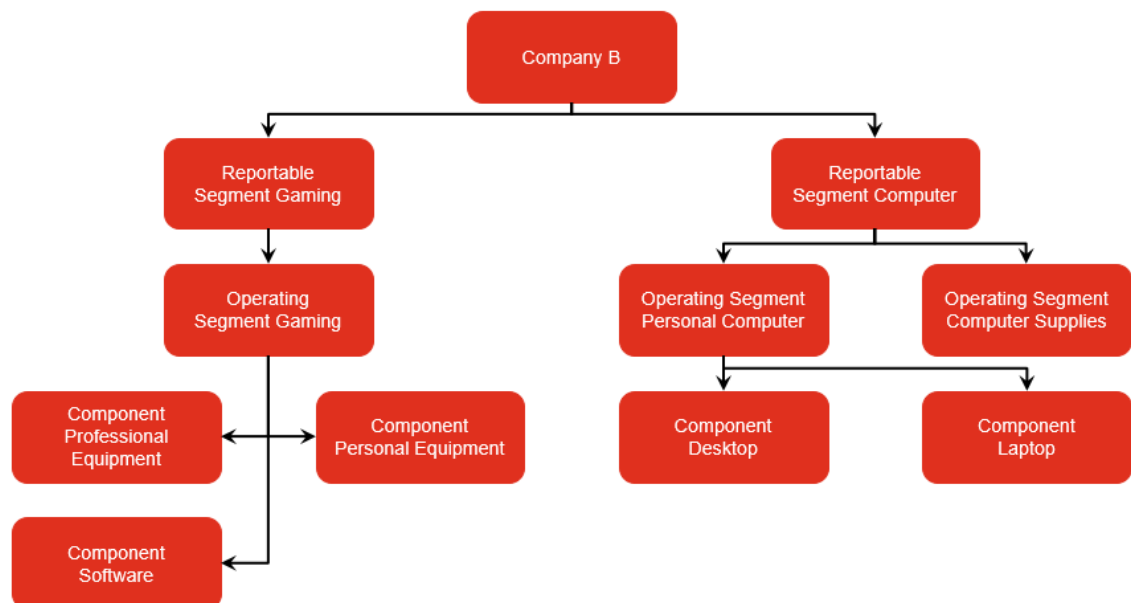 Company B
Reportable
Segment Gaming
Reportable
Segment Computer
Operating
Segment Gaming
Operating Segment
Personal Computer
Operating Segment
Computer Supplies
Component
Professional
Equipment
Component
Personal Equipment
Component
Desktop
Component
Laptop
Component
Software